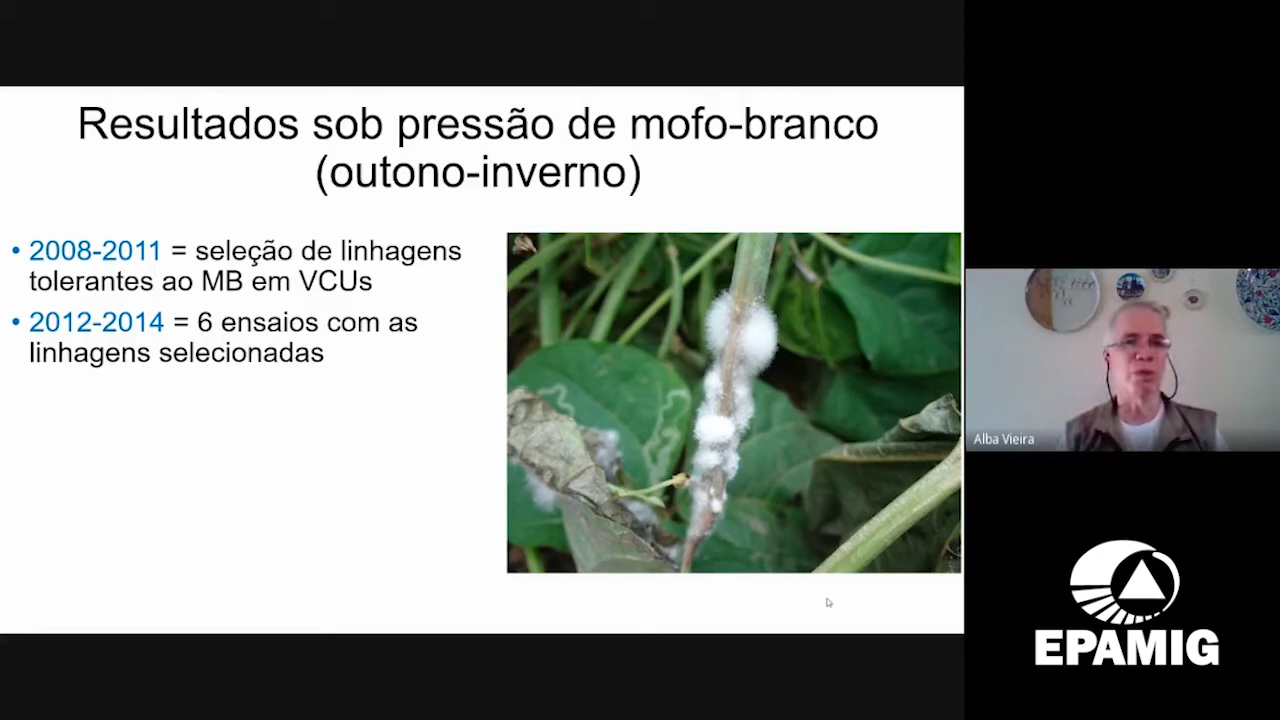 Resultados sob pressão de mofo-branco
(outono-inverno)
• 2008-2011 = seleção de linhagens
tolerantes ao MB em VCUs
• 2012-2014 = 6 ensaios com as
linhagens selecionadas
Alba Vieira
EPAMIG